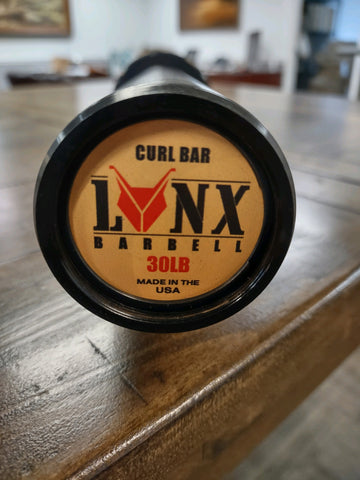 CURL BAR
LYNX
BARBELL
30LB
MADE IN THE
USA